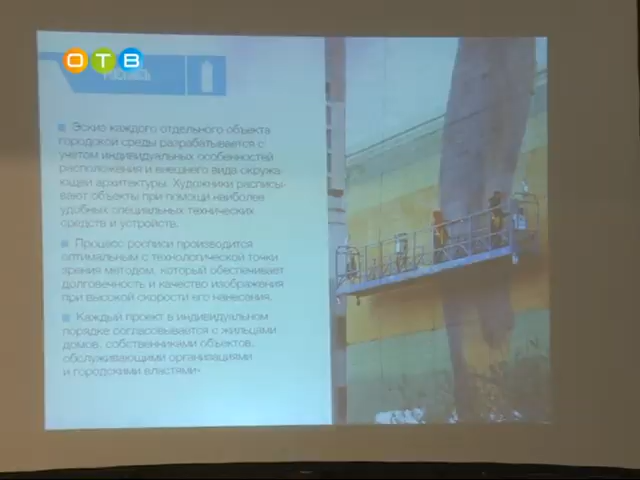 ОТВ
Эскиз каждого отдельного объекта
городской среды разрабатывается с
учетом индивидуальных особенностей
расположения и внешнего вида окружа-
ющей архитектуры. Художники расписы-
вают объекты при помощи наиболее
удобных специальных технических
средств и устройств.
Процесс росписи производится
оптимальным с технологической точки
зрения методом, который обеспечивает
долговечность и качество изображения
при высокой скорости его нанесения.
Каждый проект в индивидуальном
порядке согласовывается с жильцами
домов, собственниками объектов,
обслуживающими организациями
и городскими властями